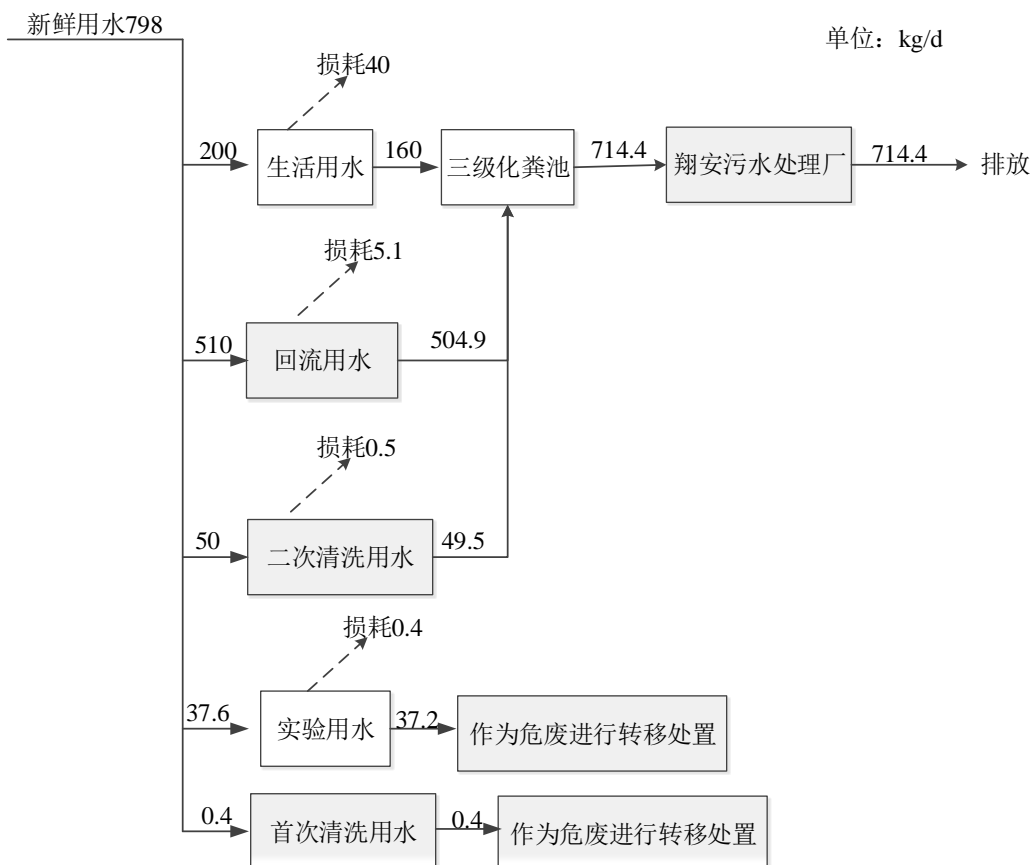 新鲜用水798
单位：kg/d
损耗40
200
生活用水
160
三级化粪池
714.4
翔安污水处理厂
714.4
排放
损耗5.1
510
回流用水
504.9
损耗0.5
50
二次清洗用水
49.5
损耗0.4
37.6
实验用水
37.2
作为危废进行转移处置
0.4
首次清洗用水
0.4
作为危废进行转移处置